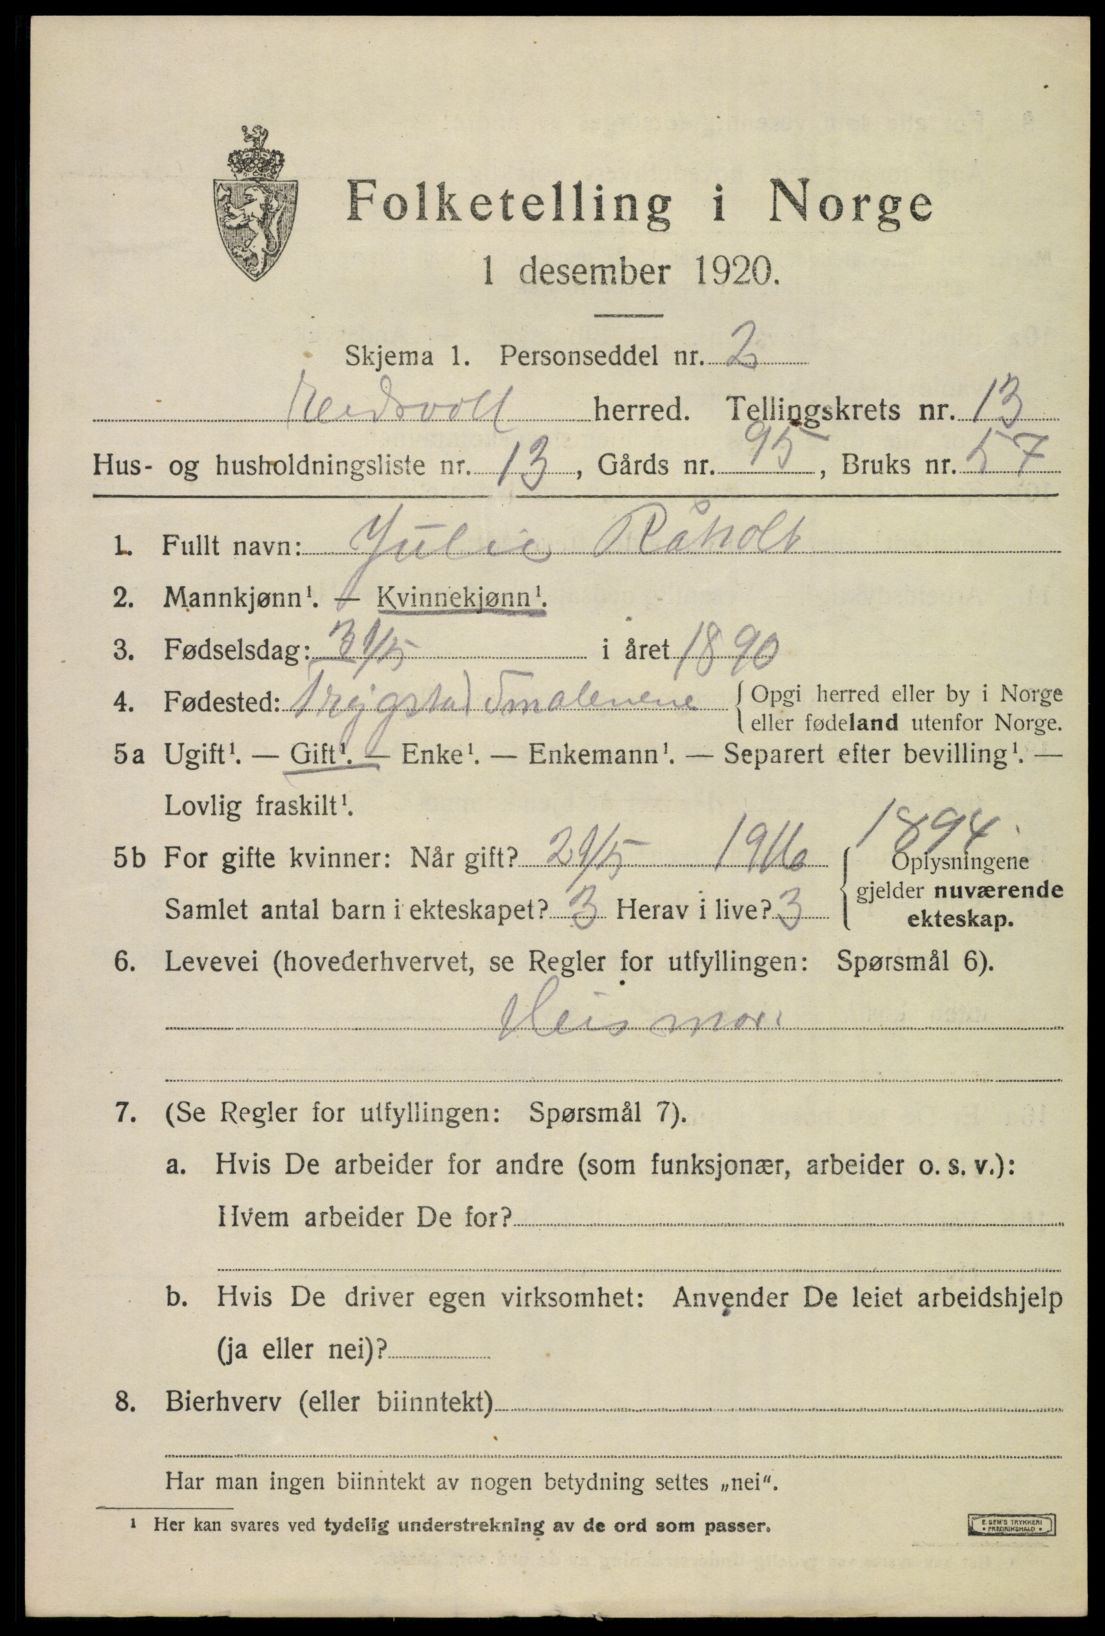 Folketelling i Norge
1 desember 1920.
Skjema 1. Personseddel nr. 2
Eidsvoll herred. Tellingskrets nr. 13
Hus- og husholdningsliste nr. 13, Gårds nr. 95, Bruks nr. 57
1. Fullt navn: Julie Råholt
2. Mannkjønn¹. — Kvinnekjønn¹.
3. Fødselsdag: 31/5 i året 1890
4. Fødested: Trygstad Smalenene { Opgi herred eller by i Norge
eller fødeland utenfor Norge.
5a Ugift¹. — Gift¹. — Enke¹. — Enkemann¹. — Separert efter bevilling¹. —
Lovlig fraskilt¹.
1894.
5b For gifte kvinner: Når gift? 29/5 1916 { Oplysningene
gjelder nuværende
Samlet antal barn i ekteskapet? 3 Herav i live? 3
ekteskap.
6. Levevei (hovederhvervet, se Regler for utfyllingen: Spørsmål 6).
Heismor
7. (Se Regler for utfyllingen: Spørsmål 7).
a. Hvis De arbeider for andre (som funksjonær, arbeider o. s. v.):
Hvem arbeider De for?
b. Hvis De driver egen virksomhet: Anvender De leiet arbeidshjelp
(ja eller nei)?
8. Bierhverv (eller biinntekt)
Har man ingen biinntekt av nogen betydning settes „nei“.
¹ Her kan svares ved tydelig understrekning av de ord som passer.
E. SEM'S TRYKKERI
• FREDRIKSHALD •